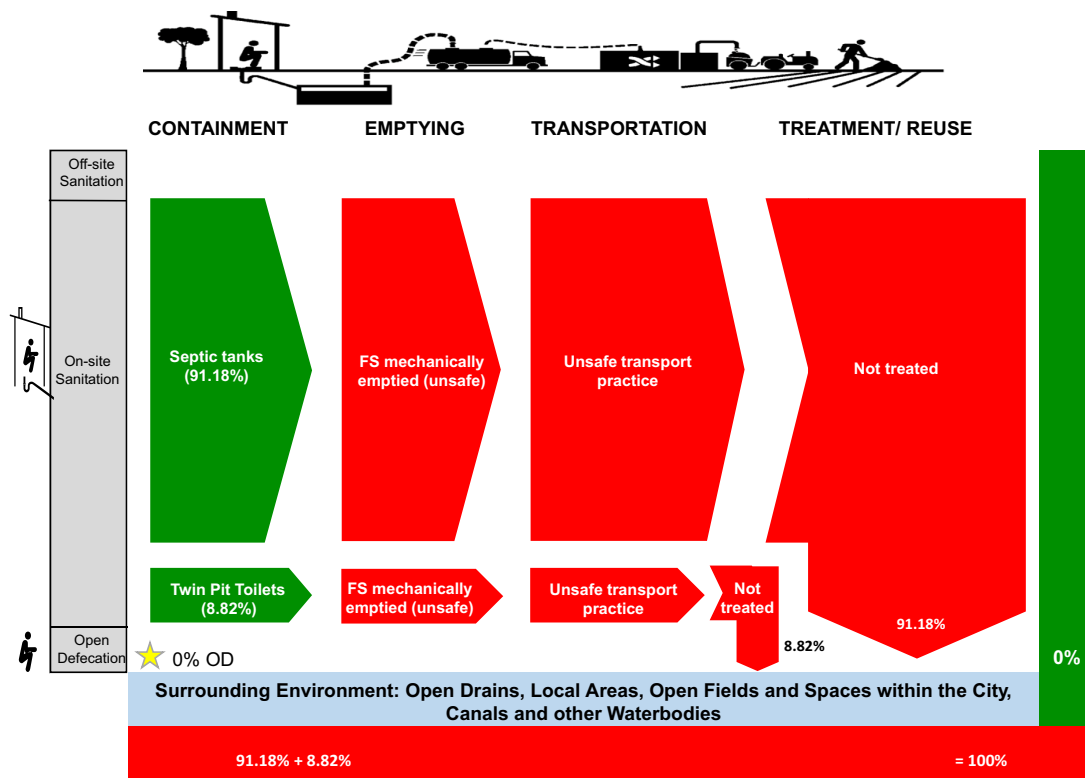 CONTAINMENT
EMPTYING
TRANSPORTATION
TREATMENT/ REUSE
Off-site
Sanitation
On-site
Sanitation
Open
Defecation
Septic tanks
(91.18%)
FS mechanically
emptied (unsafe)
Unsafe transport
practice
Not treated
Twin Pit Toilets
(8.82%)
FS mechanically
emptied (unsafe)
Unsafe transport
practice
Not
treated
8.82%
91.18%
0% OD
0%
Surrounding Environment: Open Drains, Local Areas, Open Fields and Spaces within the City,
Canals and other Waterbodies
91.18% + 8.82%
= 100%